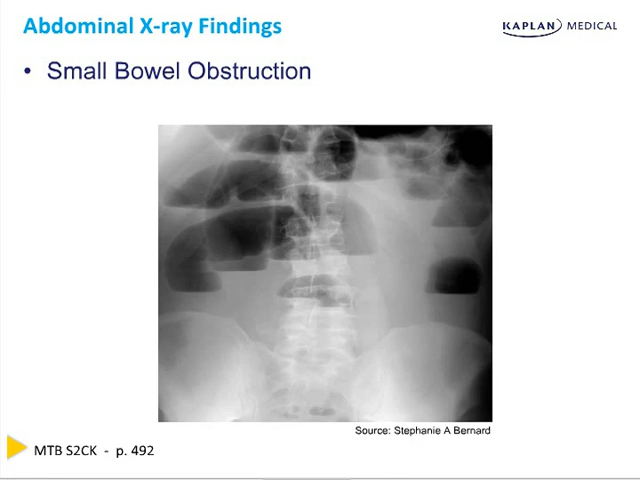 Abdominal X-ray Findings
KAPLAN MEDICAL
• Small Bowel Obstruction
Source: Stephanie A Bernard
MTB S2CK - p. 492